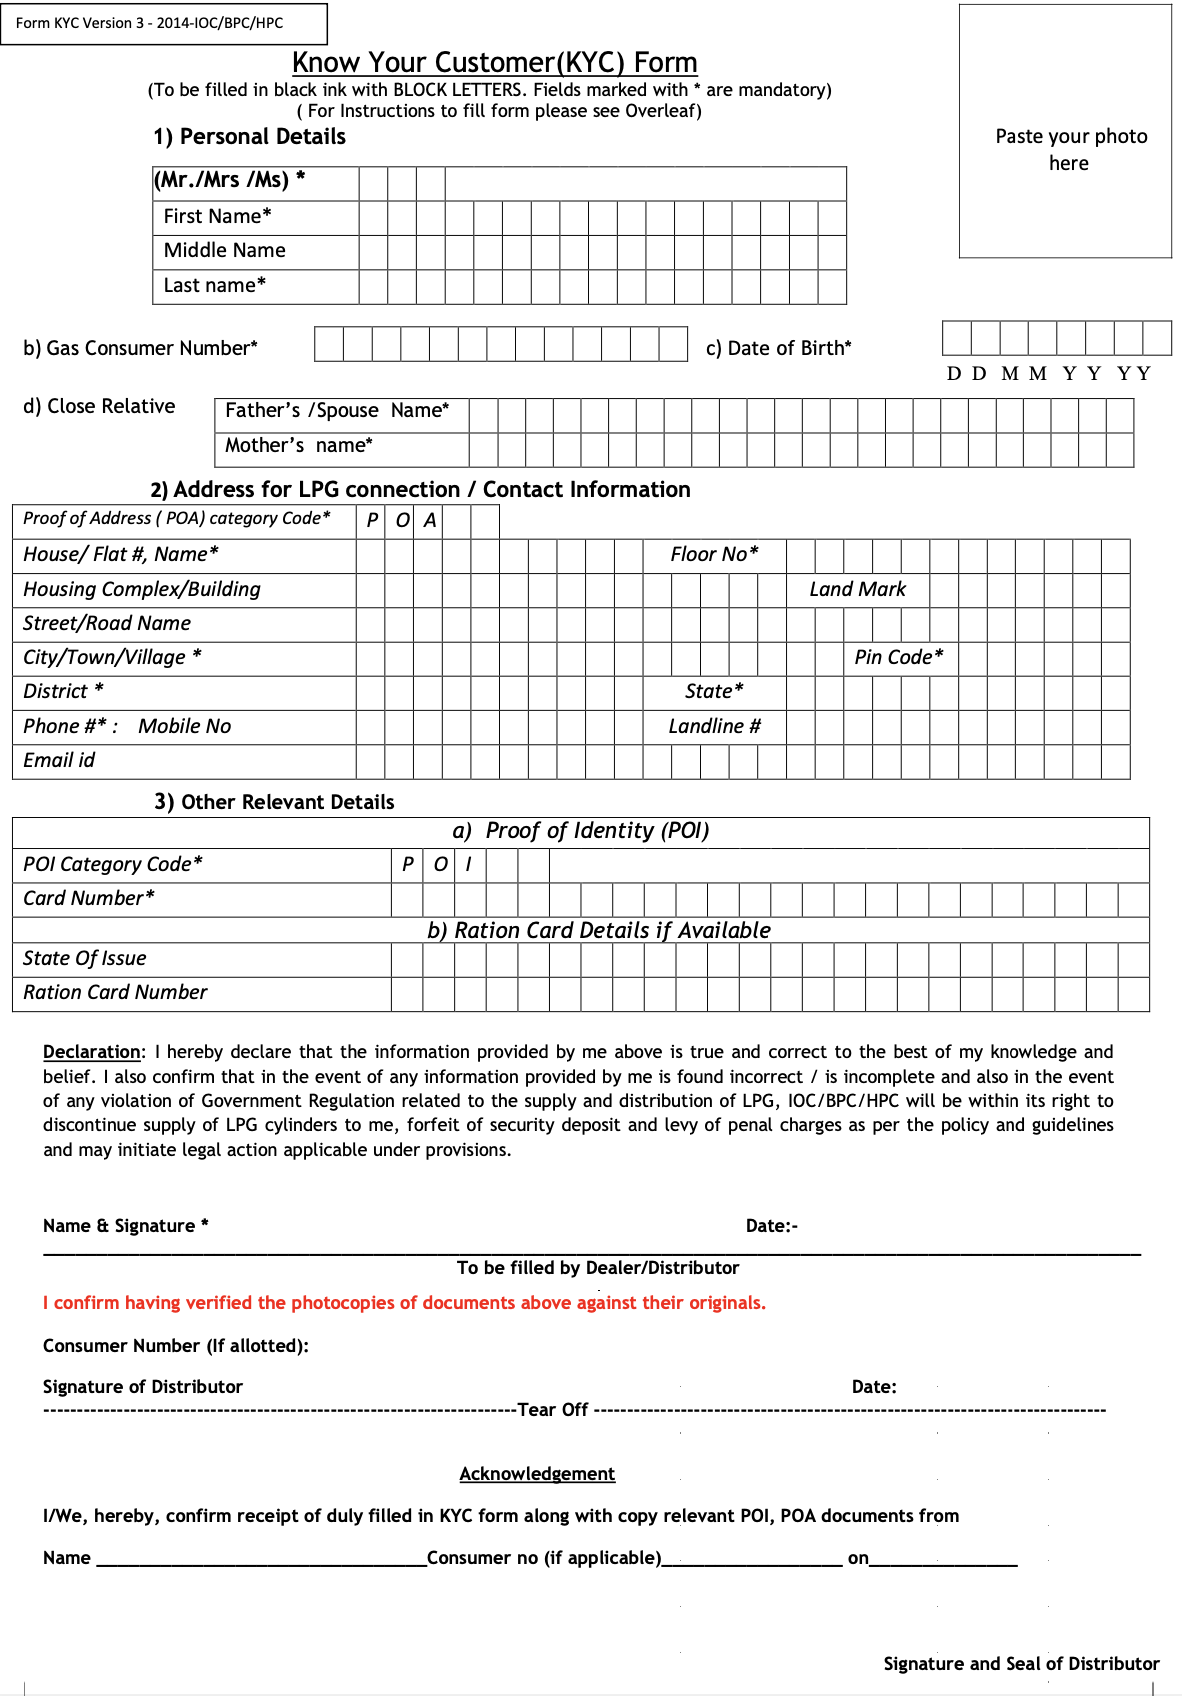 Form KYC Version 3 - 2014-IOC/BPC/HPC
Know Your Customer(KYC) Form
(To be filled in black ink with BLOCK LETTERS. Fields marked with * are mandatory)
( For Instructions to fill form please see Overleaf)
Paste your photo
here
1) Personal Details
(Mr./Mrs /Ms) *
First Name*
Middle Name
Last name*
b) Gas Consumer Number* c) Date of Birth*
D D M M Y Y Y Y
d) Close Relative Father's /Spouse Name*
Mother's name*
2) Address for LPG connection / Contact Information
Proof of Address ( POA) category Code* P O A
House/ Flat #, Name* Floor No*
Housing Complex/Building Land Mark
Street/Road Name
City/Town/Village * Pin Code*
District * State*
Phone #* : Mobile No Landline #
Email id
3) Other Relevant Details
a) Proof of Identity (POI)
POI Category Code* P O I
Card Number*
b) Ration Card Details if Available
State Of Issue
Ration Card Number
Declaration: I hereby declare that the information provided by me above is true and correct to the best of my knowledge and
belief. I also confirm that in the event of any information provided by me is found incorrect / is incomplete and also in the event
of any violation of Government Regulation related to the supply and distribution of LPG, IOC/BPC/HPC will be within its right to
discontinue supply of LPG cylinders to me, forfeit of security deposit and levy of penal charges as per the policy and guidelines
and may initiate legal action applicable under provisions.
Name & Signature * Date:-
To be filled by Dealer/Distributor
I confirm having verified the photocopies of documents above against their originals.
Consumer Number (If allotted):
Signature of Distributor Date:
-----------------------------------------------------------------------Tear Off -----------------------------------------------------------------------------
Acknowledgement
I/We, hereby, confirm receipt of duly filled in KYC form along with copy relevant POI, POA documents from
Name _______________________________Consumer no (if applicable)_________________ on______________
Signature and Seal of Distributor